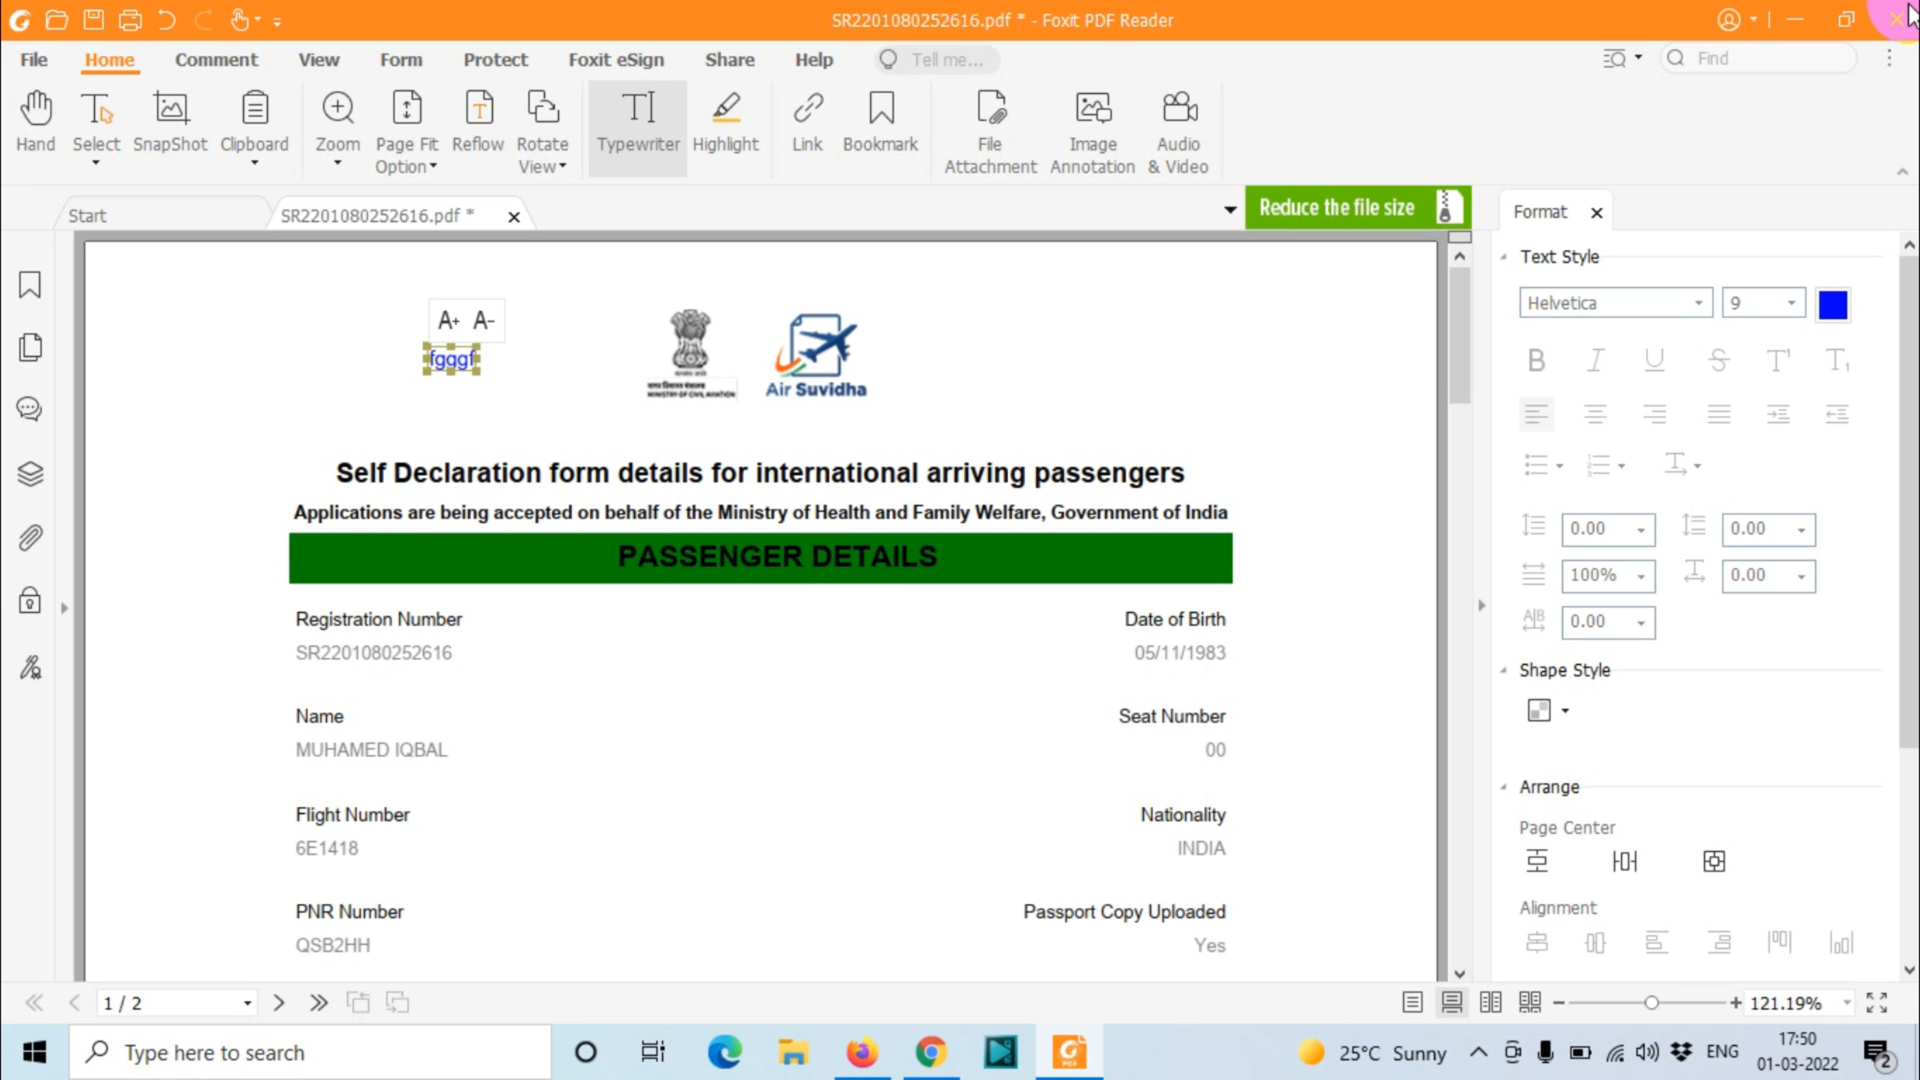 SR2201080252616.pdf * - Foxit PDF Reader
File Home Comment View Form Protect Foxit eSign Share Help Tell me... Find
Hand Select SnapShot Clipboard Zoom Page Fit Option Reflow Rotate View Typewriter Highlight Link Bookmark File Attachment Image Annotation Audio & Video
Start SR2201080252616.pdf * Reduce the file size Format
Text Style
Helvetica 9
A+ A-
fgqgf
MINISTRY OF CIVIL AVIATION
Air Suvidha
Self Declaration form details for international arriving passengers
Applications are being accepted on behalf of the Ministry of Health and Family Welfare, Government of India
PASSENGER DETAILS
Registration Number Date of Birth
SR2201080252616 05/11/1983
Name Seat Number
MUHAMED IQBAL 00
Flight Number Nationality
6E1418 INDIA
PNR Number Passport Copy Uploaded
QSB2HH Yes
0.00 0.00
100% 0.00
0.00
Shape Style
Arrange
Page Center
Alignment
1 / 2 121.19%
Type here to search 25°C Sunny ENG 17:50
01-03-2022 2